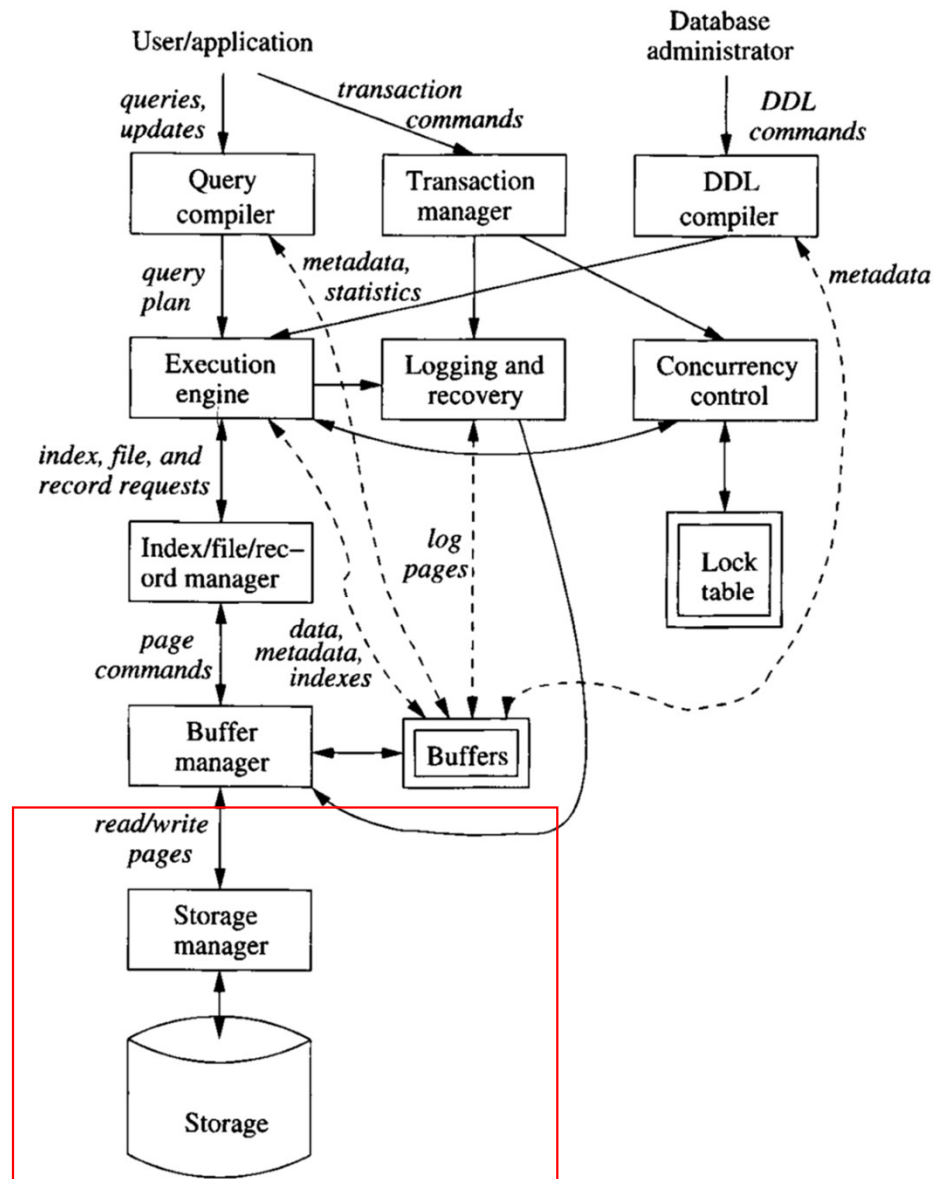 User/application
Database
administrator
queries,
updates
transaction
commands
DDL
commands
Query
compiler
Transaction
manager
DDL
compiler
query
plan
metadata,
statistics
metadata
Execution
engine
Logging and
recovery
Concurrency
control
index, file, and
record requests
Index/file/rec–
ord manager
log
pages
Lock
table
page
commands
data,
metadata,
indexes
Buffer
manager
Buffers
read/write
pages
Storage
manager
Storage